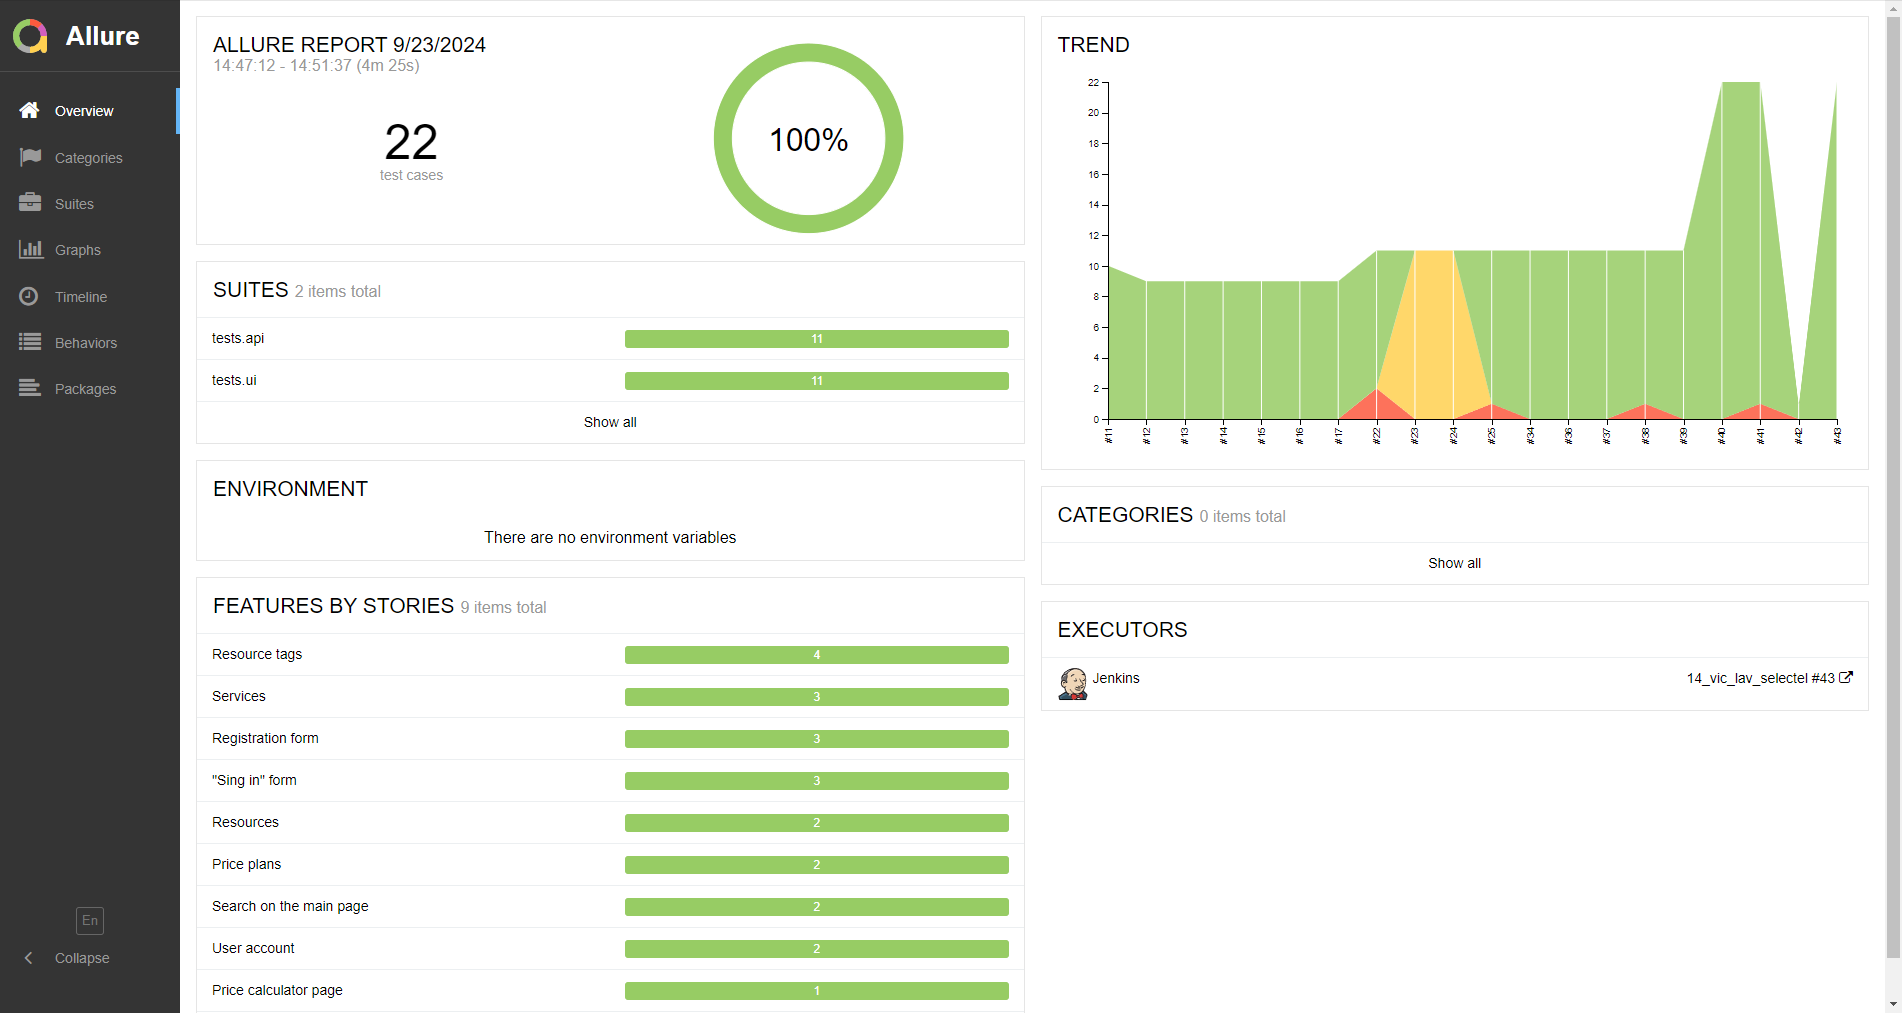 Allure
Overview
Categories
Suites
Graphs
Timeline
Behaviors
Packages
En
Collapse
ALLURE REPORT 9/23/2024
14:47:12 - 14:51:37 (4m 25s)
22
test cases
100%
SUITES 2 items total
tests.api 11
tests.ui 11
Show all
ENVIRONMENT
There are no environment variables
FEATURES BY STORIES 9 items total
Resource tags 4
Services 3
Registration form 3
"Sing in" form 3
Resources 2
Price plans 2
Search on the main page 2
User account 2
Price calculator page 1
TREND
22
20
18
16
14
12
10
8
6
4
2
0
#11 #12 #13 #14 #15 #16 #17 #22 #23 #24 #25 #34 #36 #37 #38 #39 #40 #41 #42 #43
CATEGORIES 0 items total
Show all
EXECUTORS
Jenkins 14_vic_lav_selectel #43